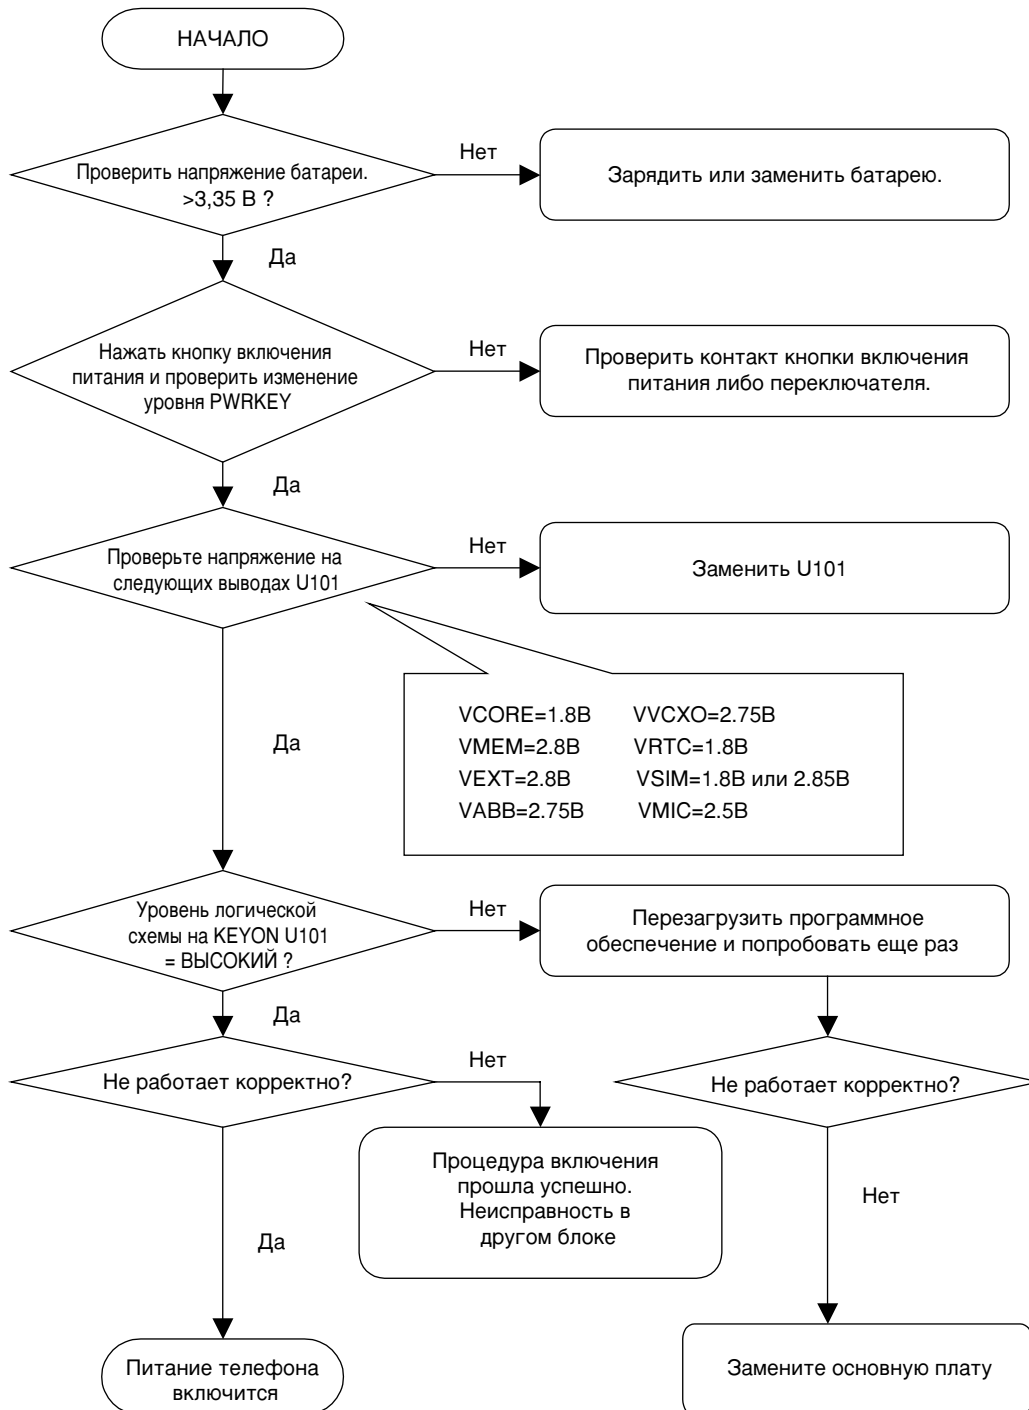 НАЧАЛО
Проверить напряжение батареи.
>3,35 В ?
Нет
Зарядить или заменить батарею.
Да
Нажать кнопку включения
питания и проверить изменение
уровня PWRKEY
Нет
Проверить контакт кнопки включения
питания либо переключателя.
Да
Проверьте напряжение на
следующих выводах U101
Нет
Заменить U101
VCORE=1.8В VVCXO=2.75В
VMEM=2.8В VRTC=1.8В
VEXT=2.8В VSIM=1.8В или 2.85В
VABB=2.75В VMIC=2.5В
Да
Уровень логической
схемы на KEYON U101
= ВЫСОКИЙ ?
Нет
Перезагрузить программное
обеспечение и попробовать еще раз
Да
Не работает корректно?
Нет
Не работает корректно?
Процедура включения
прошла успешно.
Неисправность в
другом блоке
Нет
Да
Питание телефона
включится
Замените основную плату